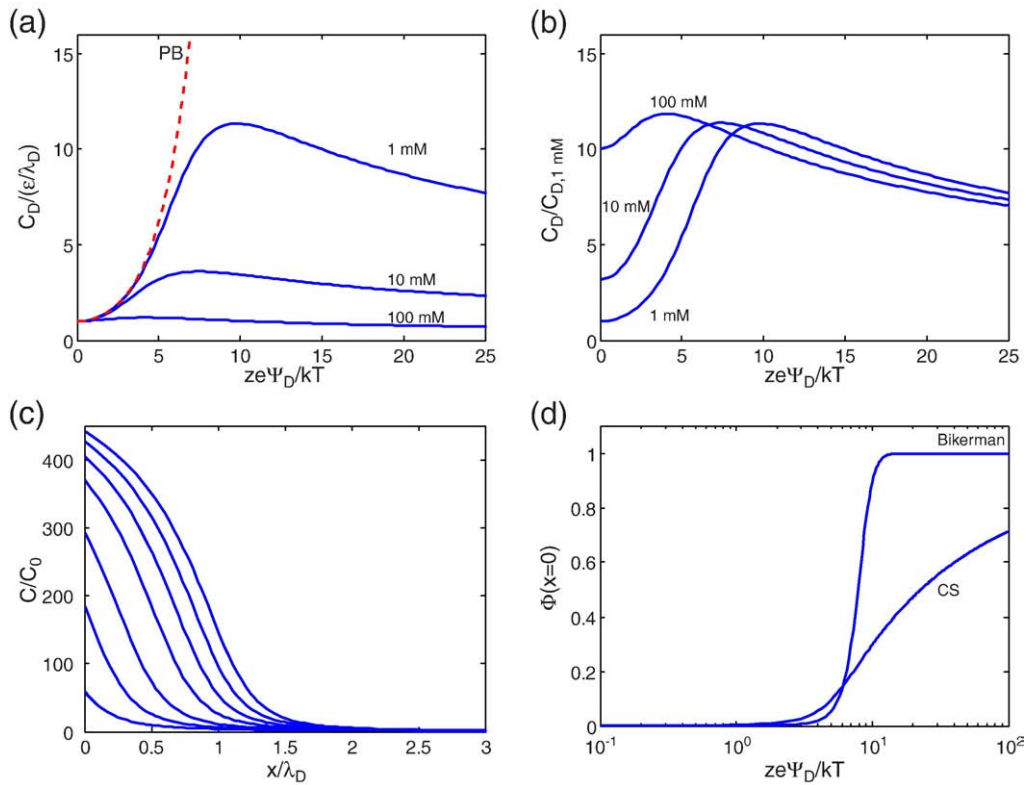 (a)
PB
C_D/(ε/λ_D)
15
10
5
0
1 mM
10 mM
100 mM
0 5 10 15 20 25
zeΨ_D/kT
(b)
C_D/C_D,1 mM
15
10
5
0
100 mM
10 mM
1 mM
0 5 10 15 20 25
zeΨ_D/kT
(c)
C/C_0
400
300
200
100
0
0 0.5 1 1.5 2 2.5 3
x/λ_D
(d)
Φ(x=0)
1
0.8
0.6
0.4
0.2
0
Bikerman
CS
10^-1 10^0 10^1 10^2
zeΨ_D/kT